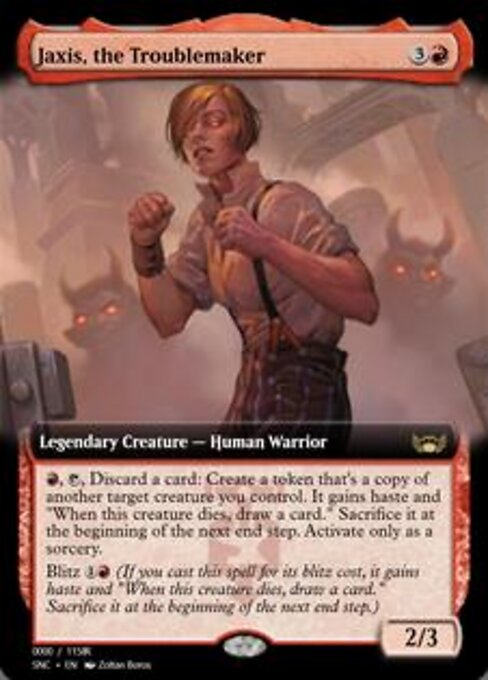 Jaxis, the Troublemaker
3
Legendary Creature — Human Warrior
, , Discard a card: Create a token that's a copy of
another target creature you control. It gains haste and
"When this creature dies, draw a card." Sacrifice it at
the beginning of the next end step. Activate only as a
sorcery.
Blitz (If you cast this spell for its blitz cost, it gains
haste and "When this creature dies, draw a card."
Sacrifice it at the beginning of the next end step.)
2/3
SNC • EN Zoltan Boros